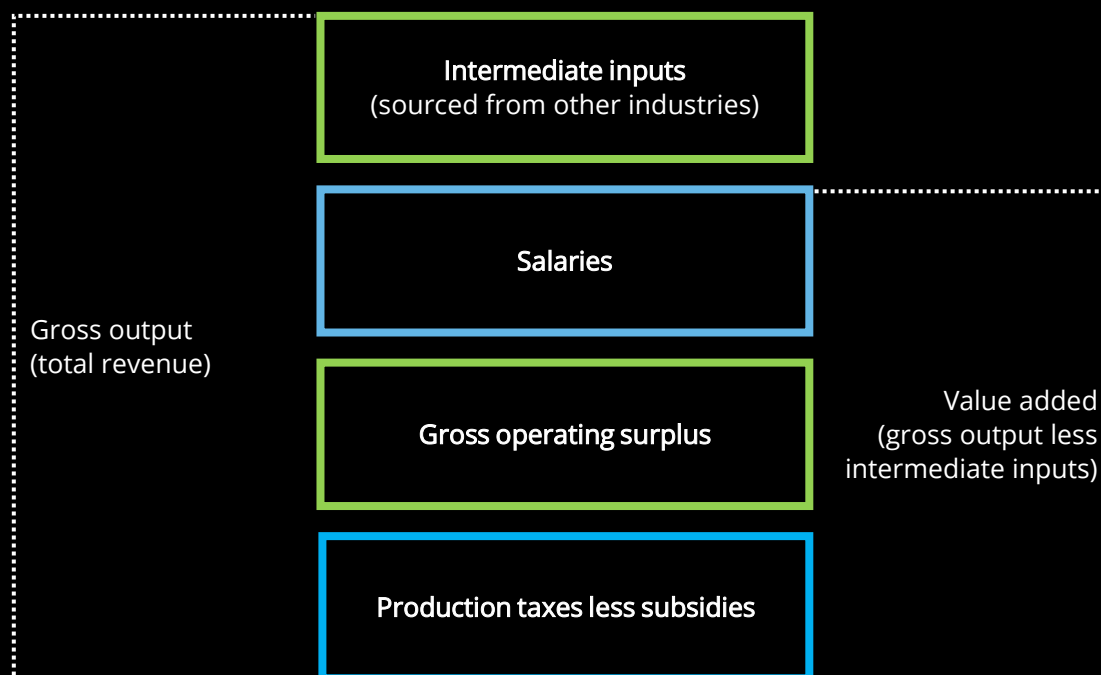 Intermediate inputs
(sourced from other industries)
Salaries
Gross output
(total revenue)
Value added
(gross output less
intermediate inputs)
Gross operating surplus
Production taxes less subsidies